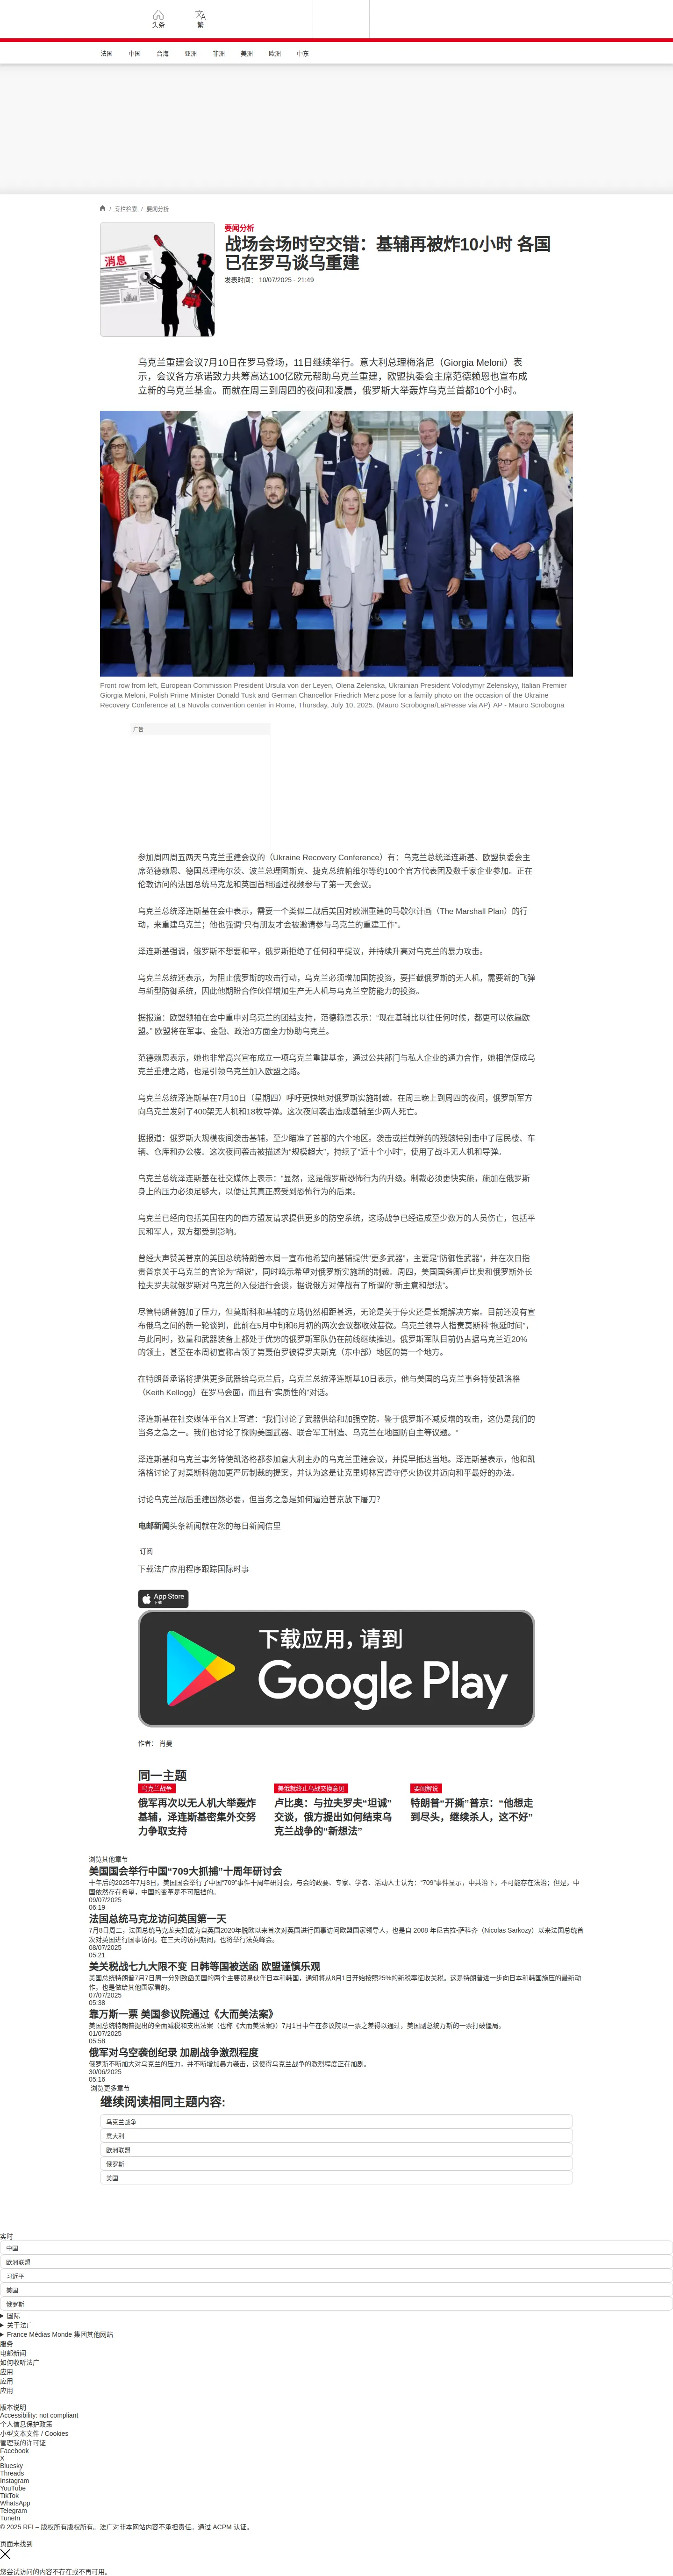 头条
繁
法国
中国
台海
亚洲
非洲
美洲
欧洲
中东
/ 专栏检索 / 要闻分析
消息
要闻分析
战场会场时空交错：基辅再被炸10小时 各国
已在罗马谈乌重建
发表时间： 10/07/2025 - 21:49
乌克兰重建会议7月10日在罗马登场，11日继续举行。意大利总理梅洛尼（Giorgia Meloni）表
示，会议各方承诺致力共筹高达100亿欧元帮助乌克兰重建，欧盟执委会主席范德赖恩也宣布成
立新的乌克兰基金。而就在周三到周四的夜间和凌晨，俄罗斯大举轰炸乌克兰首都10个小时。
Front row from left, European Commission President Ursula von der Leyen, Olena Zelenska, Ukrainian President Volodymyr Zelenskyy, Italian Premier
Giorgia Meloni, Polish Prime Minister Donald Tusk and German Chancellor Friedrich Merz pose for a family photo on the occasion of the Ukraine
Recovery Conference at La Nuvola convention center in Rome, Thursday, July 10, 2025. (Mauro Scrobogna/LaPresse via AP) AP - Mauro Scrobogna
广告
参加周四周五两天乌克兰重建会议的（Ukraine Recovery Conference）有：乌克兰总统泽连斯基、欧盟执委会主
席范德赖恩、德国总理梅尔茨、波兰总理图斯克、捷克总统帕维尔等约100个官方代表团及数千家企业参加。正在
伦敦访问的法国总统马克龙和英国首相通过视频参与了第一天会议。
乌克兰总统泽连斯基在会中表示，需要一个类似二战后美国对欧洲重建的马歇尔计画（The Marshall Plan）的行
动，来重建乌克兰；他也强调“只有朋友才会被邀请参与乌克兰的重建工作”。
泽连斯基强调，俄罗斯不想要和平，俄罗斯拒绝了任何和平提议，并持续升高对乌克兰的暴力攻击。
乌克兰总统还表示，为阻止俄罗斯的攻击行动，乌克兰必须增加国防投资，要拦截俄罗斯的无人机，需要新的飞弹
与新型防御系统，因此他期盼合作伙伴增加生产无人机与乌克兰空防能力的投资。
据报道：欧盟领袖在会中重申对乌克兰的团结支持，范德赖恩表示：“现在基辅比以往任何时候，都更可以依靠欧
盟。” 欧盟将在军事、金融、政治3方面全力协助乌克兰。
范德赖恩表示，她也非常高兴宣布成立一项乌克兰重建基金，通过公共部门与私人企业的通力合作，她相信促成乌
克兰重建之路，也是引领乌克兰加入欧盟之路。
乌克兰总统泽连斯基在7月10日（星期四）呼吁更快地对俄罗斯实施制裁。在周三晚上到周四的夜间，俄罗斯军方
向乌克兰发射了400架无人机和18枚导弹。这次夜间袭击造成基辅至少两人死亡。
据报道：俄罗斯大规模夜间袭击基辅，至少瞄准了首都的六个地区。袭击或拦截弹药的残骸特别击中了居民楼、车
辆、仓库和办公楼。这次夜间袭击被描述为“规模超大”，持续了“近十个小时”，使用了战斗无人机和导弹。
乌克兰总统泽连斯基在社交媒体上表示：“显然，这是俄罗斯恐怖行为的升级。制裁必须更快实施，施加在俄罗斯
身上的压力必须足够大，以便让其真正感受到恐怖行为的后果。
乌克兰已经向包括美国在内的西方盟友请求提供更多的防空系统，这场战争已经造成至少数万的人员伤亡，包括平
民和军人，双方都受到影响。
曾经大声赞美普京的美国总统特朗普本周一宣布他希望向基辅提供“更多武器”，主要是“防御性武器”，并在次日指
责普京关于乌克兰的言论为“胡说”，同时暗示希望对俄罗斯实施新的制裁。周四，美国国务卿卢比奥和俄罗斯外长
拉夫罗夫就俄罗斯对乌克兰的入侵进行会谈，据说俄方对停战有了所谓的“新主意和想法”。
尽管特朗普施加了压力，但莫斯科和基辅的立场仍然相距甚远，无论是关于停火还是长期解决方案。目前还没有宣
布俄乌之间的新一轮谈判，此前在5月中旬和6月初的两次会议都收效甚微。乌克兰领导人指责莫斯科“拖延时间”，
与此同时，数量和武器装备上都处于优势的俄罗斯军队仍在前线继续推进。俄罗斯军队目前仍占据乌克兰近20%
的领土，甚至在本周初宣称占领了第聂伯罗彼得罗夫斯克（东中部）地区的第一个地方。
在特朗普承诺将提供更多武器给乌克兰后，乌克兰总统泽连斯基10日表示，他与美国的乌克兰事务特使凯洛格
（Keith Kellogg）在罗马会面，而且有“实质性的”对话。
泽连斯基在社交媒体平台X上写道：“我们讨论了武器供给和加强空防。鉴于俄罗斯不减反增的攻击，这仍是我们的
当务之急之一。我们也讨论了採购美国武器、联合军工制造、乌克兰在地国防自主等议题。”
泽连斯基和乌克兰事务特使凯洛格都参加意大利主办的乌克兰重建会议，并提早抵达当地。泽连斯基表示，他和凯
洛格讨论了对莫斯科施加更严厉制裁的提案，并认为这是让克里姆林宫遵守停火协议并迈向和平最好的办法。
讨论乌克兰战后重建固然必要，但当务之急是如何逼迫普京放下屠刀？
电邮新闻头条新闻就在您的每日新闻信里
订阅
下载法广应用程序跟踪国际时事
App Store
下载
下载应用，请到
Google Play
作者： 肖曼
同一主题
乌克兰战争
俄军再次以无人机大举轰炸
基辅，泽连斯基密集外交努
力争取支持
美俄就终止乌战交换意见
卢比奥：与拉夫罗夫“坦诚”
交谈，俄方提出如何结束乌
克兰战争的“新想法”
要闻解说
特朗普“开撕”普京：“他想走
到尽头，继续杀人，这不好”
浏览其他章节
美国国会举行中国“709大抓捕”十周年研讨会
十年后的2025年7月8日，美国国会举行了中国“709”事件十周年研讨会，与会的政要、专家、学者、活动人士认为：“709”事件显示，中共治下，不可能存在法治；但是，中
国依然存在希望，中国的变革是不可阻挡的。
09/07/2025
06:19
法国总统马克龙访问英国第一天
7月8日周二，法国总统马克龙夫妇成为自英国2020年脱欧以来首次对英国进行国事访问欧盟国家领导人，也是自 2008 年尼古拉·萨科齐（Nicolas Sarkozy）以来法国总统首
次对英国进行国事访问。在三天的访问期间，也将举行法英峰会。
08/07/2025
05:21
美关税战七九大限不变 日韩等国被送函 欧盟谨慎乐观
美国总统特朗普7月7日周一分别致函美国的两个主要贸易伙伴日本和韩国，通知将从8月1日开始按照25%的新税率征收关税。这是特朗普进一步向日本和韩国施压的最新动
作，也是做给其他国家看的。
07/07/2025
05:38
靠万斯一票 美国参议院通过《大而美法案》
美国总统特朗普提出的全面减税和支出法案（也称《大而美法案》）7月1日中午在参议院以一票之差得以通过，美国副总统万斯的一票打破僵局。
01/07/2025
05:58
俄军对乌空袭创纪录 加剧战争激烈程度
俄罗斯不断加大对乌克兰的压力，并不断增加暴力袭击，这使得乌克兰战争的激烈程度正在加剧。
30/06/2025
05:16
浏览更多章节
继续阅读相同主题内容:
乌克兰战争
意大利
欧洲联盟
俄罗斯
美国
实时
中国
欧洲联盟
习近平
美国
俄罗斯
国际
关于法广
France Médias Monde 集团其他网站
服务
电邮新闻
如何收听法广
应用
应用
应用
版本说明
Accessibility: not compliant
个人信息保护政策
小型文本文件 / Cookies
管理我的许可证
Facebook
X
Bluesky
Threads
Instagram
YouTube
TikTok
WhatsApp
Telegram
TuneIn
© 2025 RFI – 版权所有版权所有。法广对非本网站内容不承担责任。通过 ACPM 认证。
页面未找到
您尝试访问的内容不存在或不再可用。